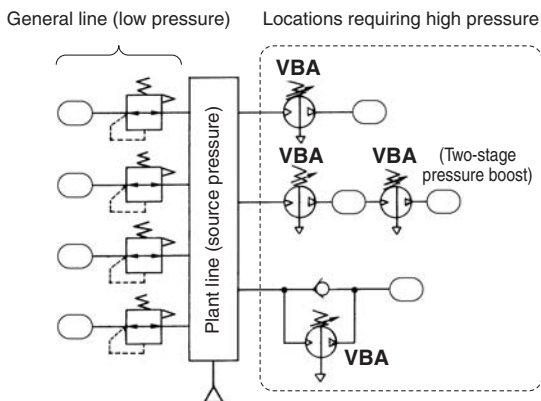 General line (low pressure)
Locations requiring high pressure
VBA
Plant line (source pressure)
VBA
VBA
(Two-stage
pressure boost)
VBA